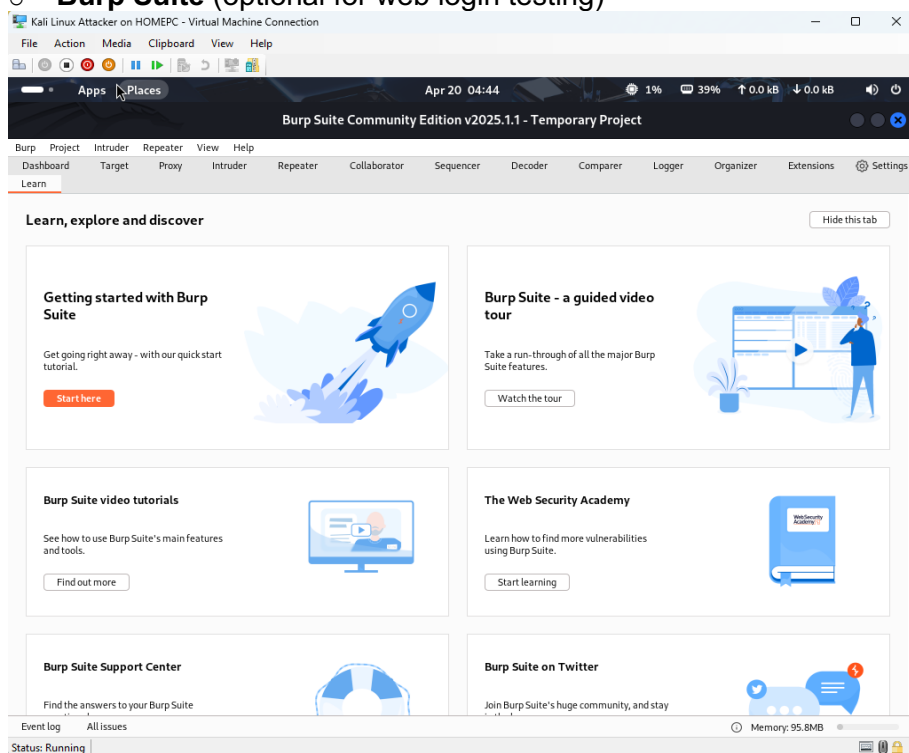 ○ Burp Suite (optional for web login testing)
Kali Linux Attacker on HOMEPC - Virtual Machine Connection
File Action Media Clipboard View Help
Apps Places Apr 20 04:44 1% 39% ↑ 0.0 kB ↓ 0.0 kB
Burp Suite Community Edition v2025.1.1 - Temporary Project
Burp Project Intruder Repeater View Help
Dashboard Target Proxy Intruder Repeater Collaborator Sequencer Decoder Comparer Logger Organizer Extensions Settings
Learn
Learn, explore and discover
Hide this tab
Getting started with Burp
Suite
Get going right away - with our quick start
tutorial.
Start here
Burp Suite - a guided video
tour
Take a run-through of all the major Burp
Suite features.
Watch the tour
Burp Suite video tutorials
See how to use Burp Suite's main features
and tools.
Find out more
The Web Security Academy
Learn how to find more vulnerabilities
using Burp Suite.
Start learning
WebSecurity
Academy
Burp Suite Support Center
Find the answers to your Burp Suite
Burp Suite on Twitter
Join Burp Suite's huge community, and stay
Event log All issues
Memory: 95.8MB
Status: Running